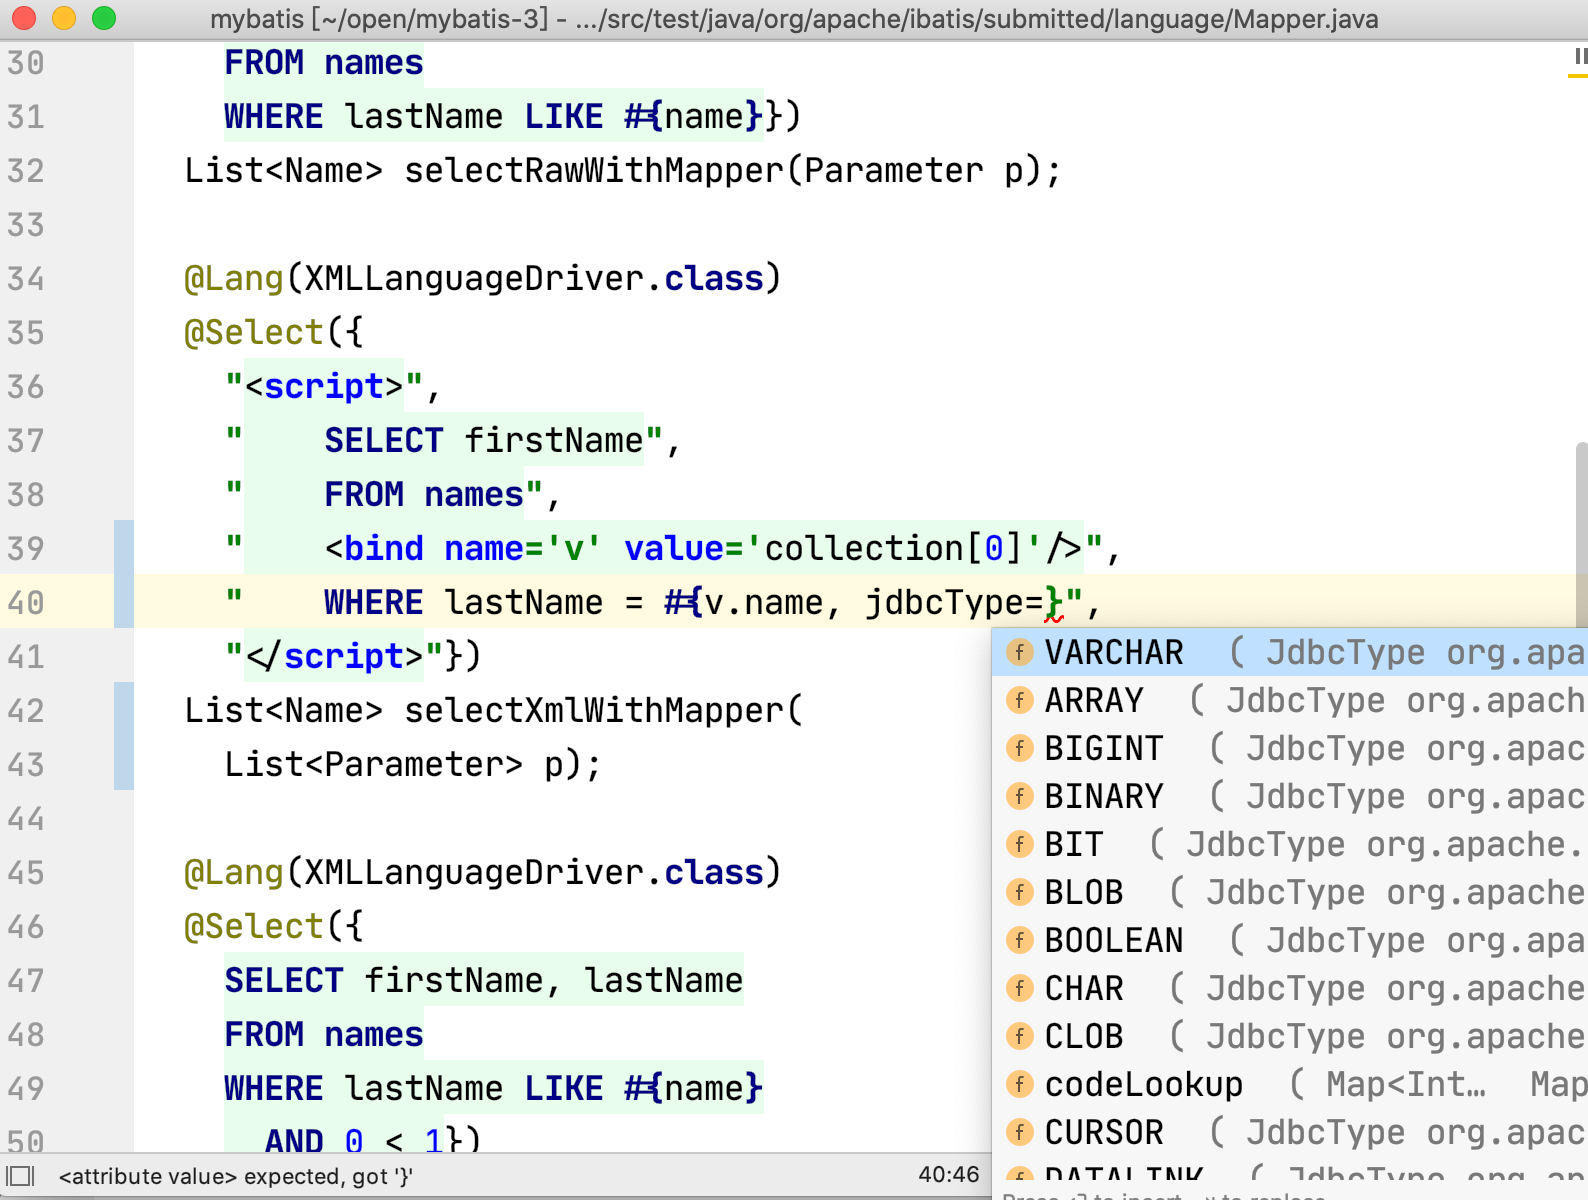 mybatis [~/open/mybatis-3] - .../src/test/java/org/apache/ibatis/submitted/language/Mapper.java
30 FROM names
31 WHERE lastName LIKE #{name}})
32 List<Name> selectRawWithMapper(Parameter p);
33
34 @Lang(XMLLanguageDriver.class)
35 @Select({
36 "<script>",
37 "    SELECT firstName",
38 "    FROM names",
39 "    <bind name='v' value='collection[0]'/>",
40 "    WHERE lastName = #{v.name, jdbcType=}",
41 "</script>"})
42 List<Name> selectXmlWithMapper(
43 List<Parameter> p);
44
45 @Lang(XMLLanguageDriver.class)
46 @Select({
47 SELECT firstName, lastName
48 FROM names
49 WHERE lastName LIKE #{name}
50 AND 0 < 1})
f VARCHAR ( JdbcType org.apa
f ARRAY ( JdbcType org.apach
f BIGINT ( JdbcType org.apac
f BINARY ( JdbcType org.apac
f BIT ( JdbcType org.apache.
f BLOB ( JdbcType org.apache
f BOOLEAN ( JdbcType org.apa
f CHAR ( JdbcType org.apache
f CLOB ( JdbcType org.apache
f codeLookup ( Map<Int… Map
f CURSOR ( JdbcType org.apac
f DATALINK ( JdbcType org.ap
<attribute value> expected, got '}'
40:46